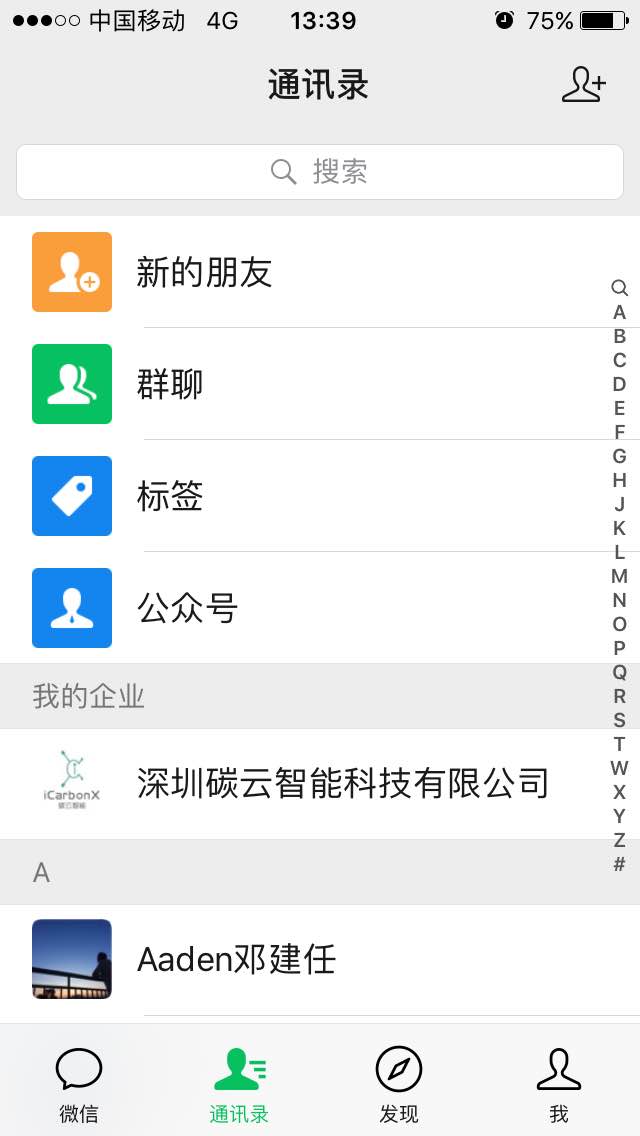 中国移动 4G 13:39 75%
通讯录
搜索
新的朋友
群聊
标签
公众号
我的企业
iCarbonX
碳云智能
深圳碳云智能科技有限公司
A
Aaden邓建任
A
B
C
D
E
F
G
H
J
K
L
M
N
O
P
Q
R
S
T
W
X
Y
Z
#
微信 通讯录 发现 我